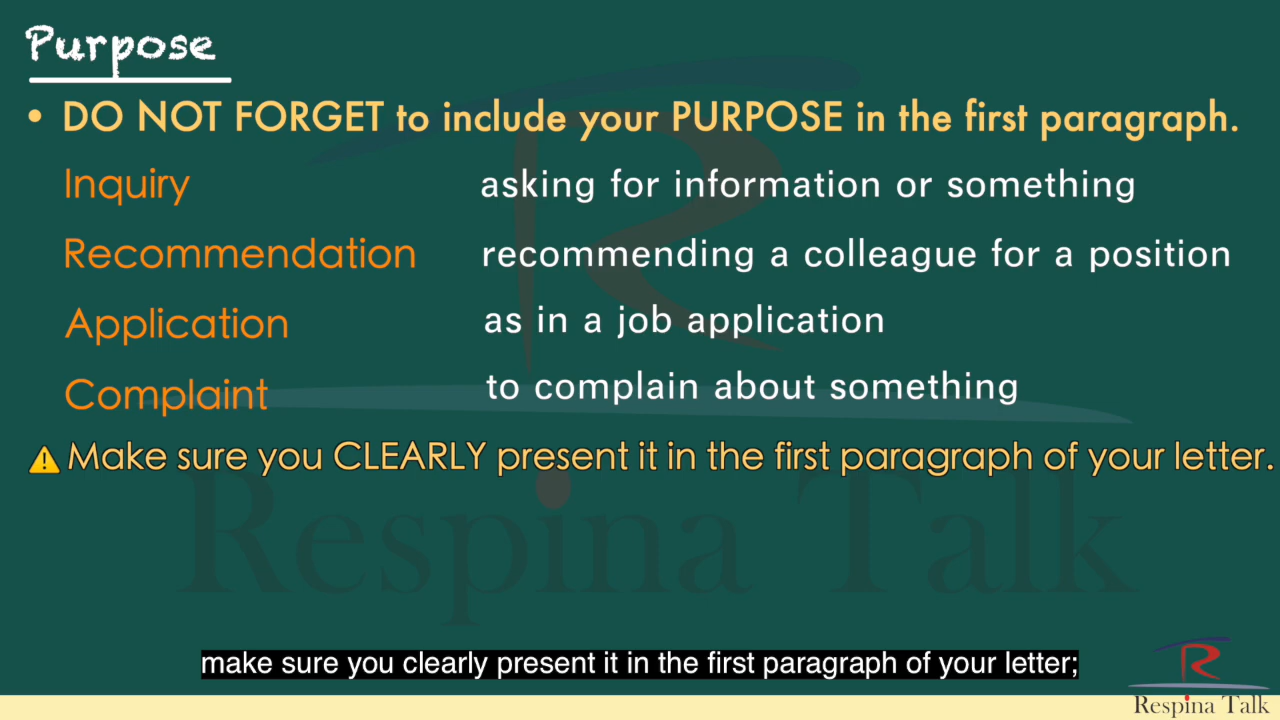 Purpose
• DO NOT FORGET to include your PURPOSE in the first paragraph.
Inquiry asking for information or something
Recommendation recommending a colleague for a position
Application as in a job application
Complaint to complain about something
⚠ Make sure you CLEARLY present it in the first paragraph of your letter.
Respina Talk
make sure you clearly present it in the first paragraph of your letter;
Respina Talk